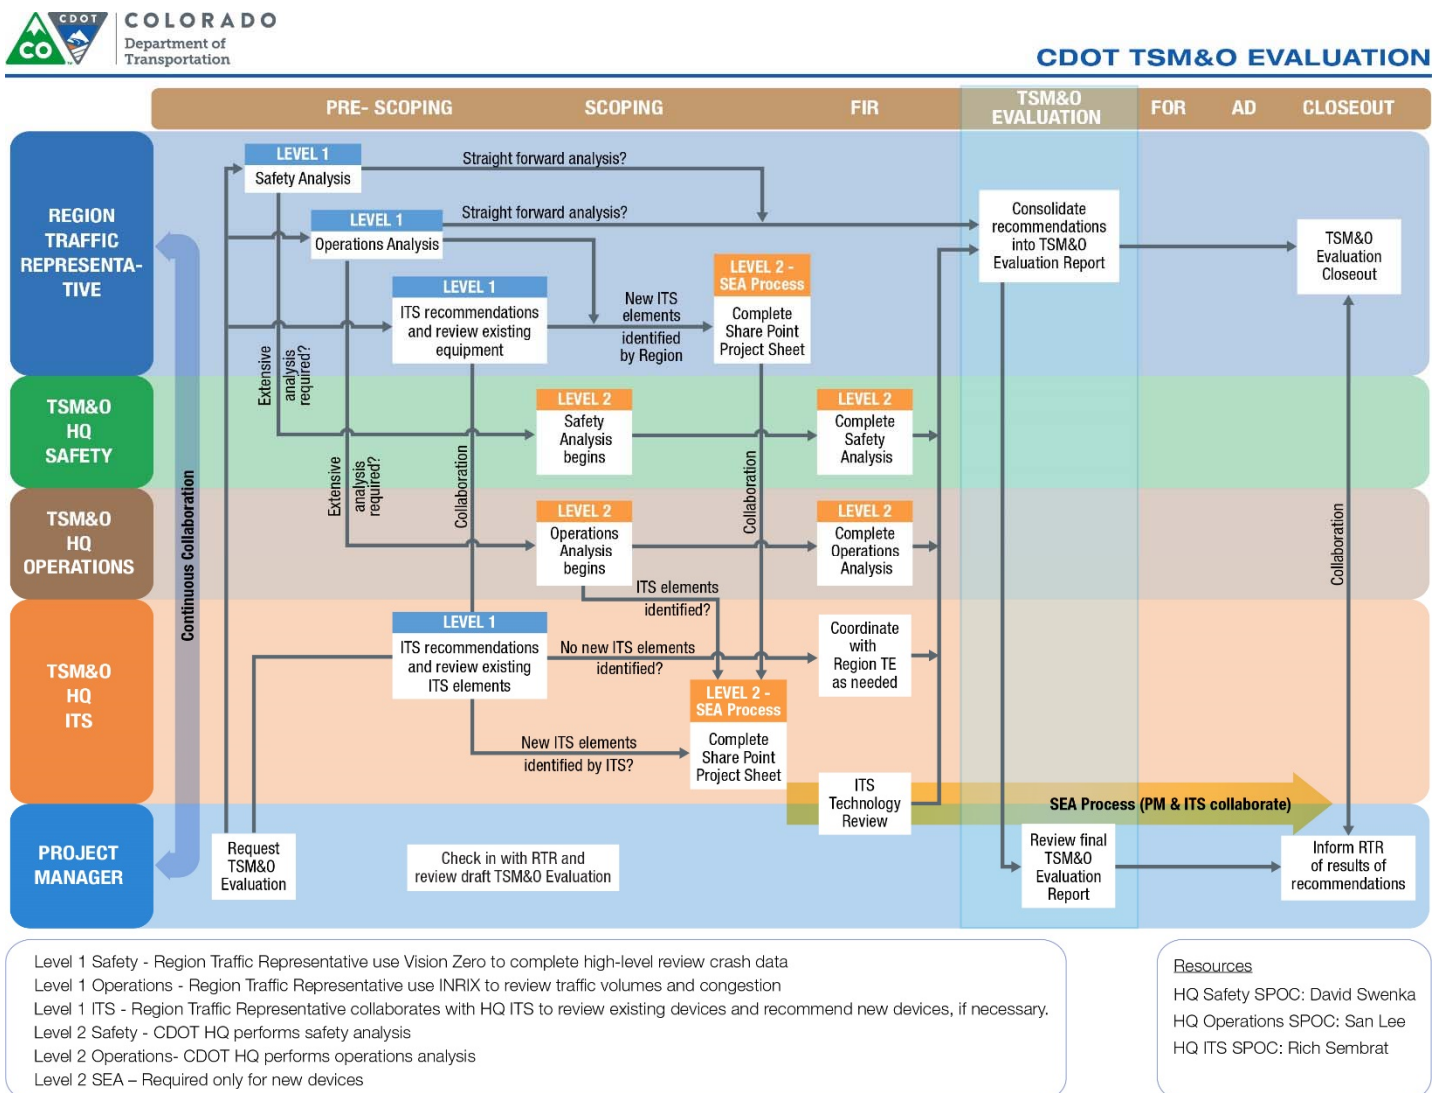 CDOT
CO
COLORADO
Department of
Transportation
CDOT TSM&O EVALUATION
PRE- SCOPING
SCOPING
FIR
TSM&O
EVALUATION
FOR
AD
CLOSEOUT
REGION
TRAFFIC
REPRESENTA-
TIVE
TSM&O
HQ
SAFETY
TSM&O
HQ
OPERATIONS
TSM&O
HQ
ITS
PROJECT
MANAGER
Continuous Collaboration
LEVEL 1
Safety Analysis
Straight forward analysis?
LEVEL 1
Operations Analysis
Straight forward analysis?
LEVEL 1
ITS recommendations
and review existing
equipment
New ITS
elements
identified
by Region
LEVEL 2 -
SEA Process
Complete
Share Point
Project Sheet
Consolidate
recommendations
into TSM&O
Evaluation Report
TSM&O
Evaluation
Closeout
Extensive
analysis
required?
LEVEL 2
Safety
Analysis
begins
LEVEL 2
Complete
Safety
Analysis
Extensive
analysis
required?
Collaboration
Collaboration
Collaboration
LEVEL 2
Operations
Analysis
begins
LEVEL 2
Complete
Operations
Analysis
ITS elements
identified?
LEVEL 1
ITS recommendations
and review existing
ITS elements
No new ITS elements
identified?
Coordinate
with
Region TE
as needed
LEVEL 2 -
SEA Process
Complete
Share Point
Project Sheet
New ITS elements
identified by ITS?
ITS
Technology
Review
SEA Process (PM & ITS collaborate)
Request
TSM&O
Evaluation
Check in with RTR and
review draft TSM&O Evaluation
Review final
TSM&O
Evaluation
Report
Inform RTR
of results of
recommendations
Level 1 Safety - Region Traffic Representative use Vision Zero to complete high-level review crash data
Level 1 Operations - Region Traffic Representative use INRIX to review traffic volumes and congestion
Level 1 ITS - Region Traffic Representative collaborates with HQ ITS to review existing devices and recommend new devices, if necessary.
Level 2 Safety - CDOT HQ performs safety analysis
Level 2 Operations- CDOT HQ performs operations analysis
Level 2 SEA – Required only for new devices
Resources
HQ Safety SPOC: David Swenka
HQ Operations SPOC: San Lee
HQ ITS SPOC: Rich Sembrat